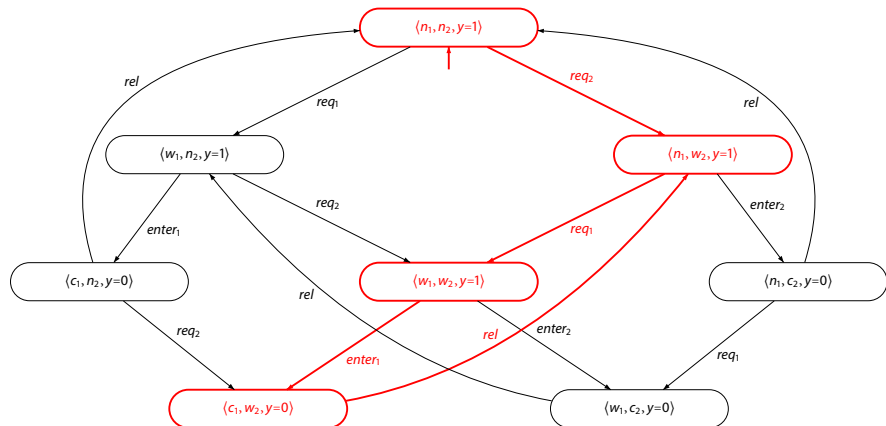 ⟨n₁, n₂, y=1⟩
rel
req₁
req₂
rel
⟨w₁, n₂, y=1⟩
⟨n₁, w₂, y=1⟩
enter₁
req₂
req₁
enter₂
⟨c₁, n₂, y=0⟩
rel
⟨w₁, w₂, y=1⟩
⟨n₁, c₂, y=0⟩
req₂
enter₁
rel
enter₂
req₁
⟨c₁, w₂, y=0⟩
⟨w₁, c₂, y=0⟩